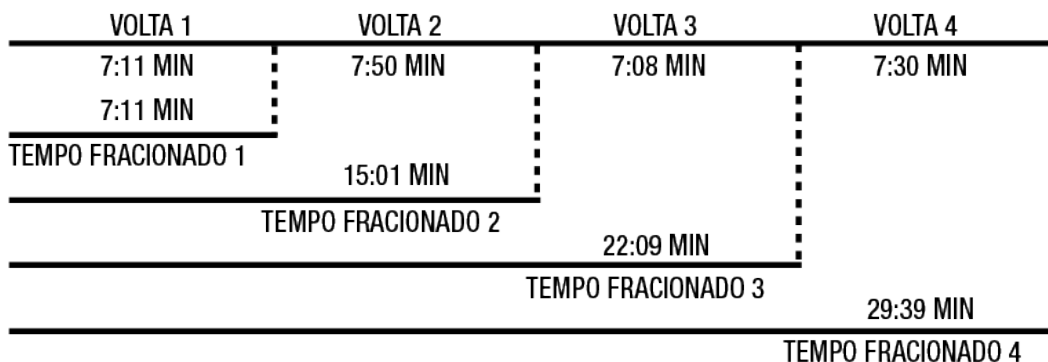 VOLTA 1 VOLTA 2 VOLTA 3 VOLTA 4
7:11 MIN 7:50 MIN 7:08 MIN 7:30 MIN
7:11 MIN
TEMPO FRACIONADO 1
15:01 MIN
TEMPO FRACIONADO 2
22:09 MIN
TEMPO FRACIONADO 3
29:39 MIN
TEMPO FRACIONADO 4